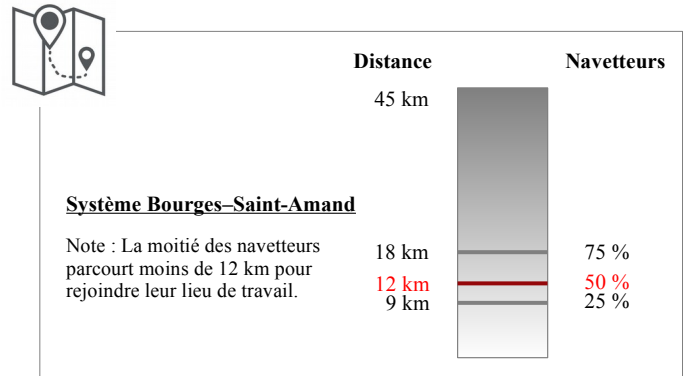 Distance Navetteurs
45 km
Système Bourges–Saint-Amand
Note : La moitié des navetteurs
parcourt moins de 12 km pour
rejoindre leur lieu de travail.
18 km 75 %
12 km 50 %
9 km 25 %